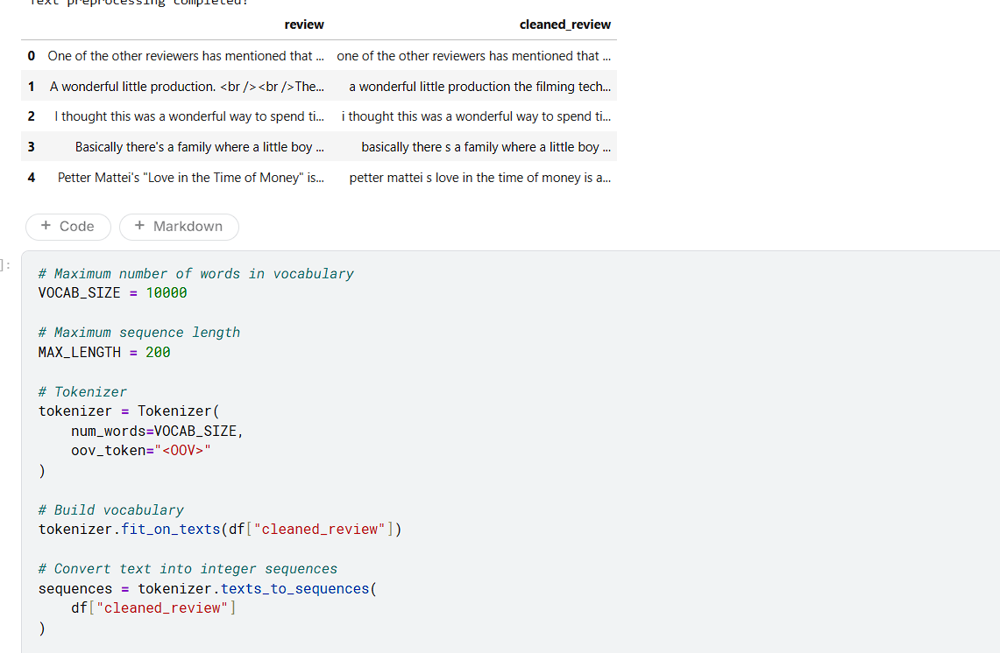 Text preprocessing completed!
review cleaned_review
0 One of the other reviewers has mentioned that ... one of the other reviewers has mentioned that ...
1 A wonderful little production. <br /><br />The... a wonderful little production the filming tech...
2 I thought this was a wonderful way to spend ti... i thought this was a wonderful way to spend ti...
3 Basically there's a family where a little boy ... basically there s a family where a little boy ...
4 Petter Mattei's "Love in the Time of Money" is... petter mattei s love in the time of money is a...
+ Code + Markdown
]:
# Maximum number of words in vocabulary
VOCAB_SIZE = 10000
# Maximum sequence length
MAX_LENGTH = 200
# Tokenizer
tokenizer = Tokenizer(
num_words=VOCAB_SIZE,
oov_token="<OOV>"
)
# Build vocabulary
tokenizer.fit_on_texts(df["cleaned_review"])
# Convert text into integer sequences
sequences = tokenizer.texts_to_sequences(
df["cleaned_review"]
)